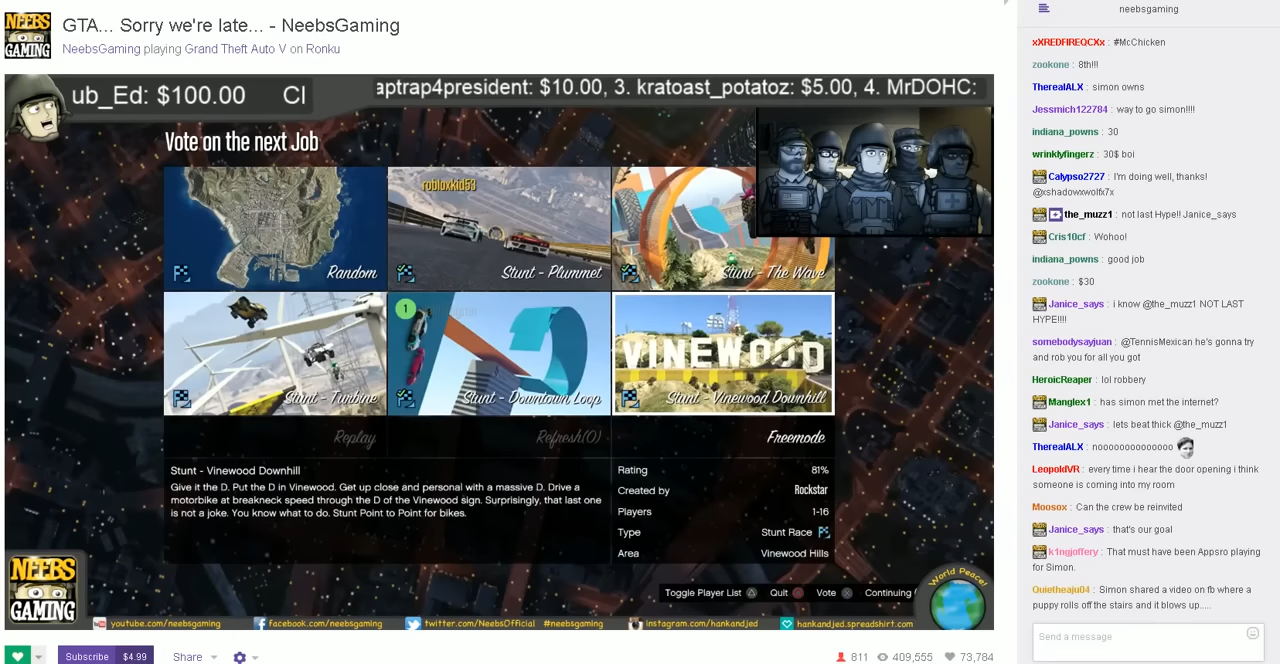 NEEBS
GAMING
GTA... Sorry we're late... - NeebsGaming
NeebsGaming playing Grand Theft Auto V on Ronku
ub_Ed: $100.00 Cl
aptrap4president: $10.00, 3. kratoast_potatoz: $5.00, 4. MrDOHC:
Vote on the next Job
robloxkid53
Random
Stunt - Plummet
Stunt - The Wave
1
VINEWOOD
Stunt - Turbine
Stunt - Downtown Loop
Stunt - Vinewood Downhill
Replay
Refresh(0)
Freemode
Stunt - Vinewood Downhill
Give it the D. Put the D in Vinewood. Get up close and personal with a massive D. Drive a
motorbike at breakneck speed through the D of the Vinewood sign. Surprisingly, that last one
is not a joke. You know what to do. Stunt Point to Point for bikes.
Rating 81%
Created by Rockstar
Players 1-16
Type Stunt Race
Area Vinewood Hills
Toggle Player List Quit Vote Continuing
World Peace!
NEEBS
GAMING
You youtube.com/neebsgaming
facebook.com/neebsgaming
twitter.com/NeebsOfficial #neebsgaming
instagram.com/hankandjed
hankandjed.spreadshirt.com
Subscribe $4.99
Share
811 409,555 73,784
neebsgaming
xXREDFIREQCXx : #McChicken
zookone : 8th!!!
TherealALX : simon owns
Jessmich122784 : way to go simon!!!!
indiana_powns : 30
wrinklyfingerz : 30$ boi
Calypso2727 : I'm doing well, thanks!
@xshadowxwolfx7x
the_muzz1 : not last Hype!! Janice_says
Cris10cf : Wohoo!
indiana_powns : good job
zookone : $30
Janice_says : i know @the_muzz1 NOT LAST
HYPE!!!!
somebodysayjuan : @TennisMexican he's gonna try
and rob you for all you got
HeroicReaper : lol robbery
Manglex1 : has simon met the internet?
Janice_says : lets beat thick @the_muzz1
TherealALX : noooooooooooooo
LeopoldVR : every time i hear the door opening i think
someone is coming into my room
Moosox : Can the crew be reinvited
Janice_says : that's our goal
k1ngjoffery : That must have been Appsro playing
for Simon.
Quietheaju04 : Simon shared a video on fb where a
puppy rolls off the stairs and it blows up.....
Send a message